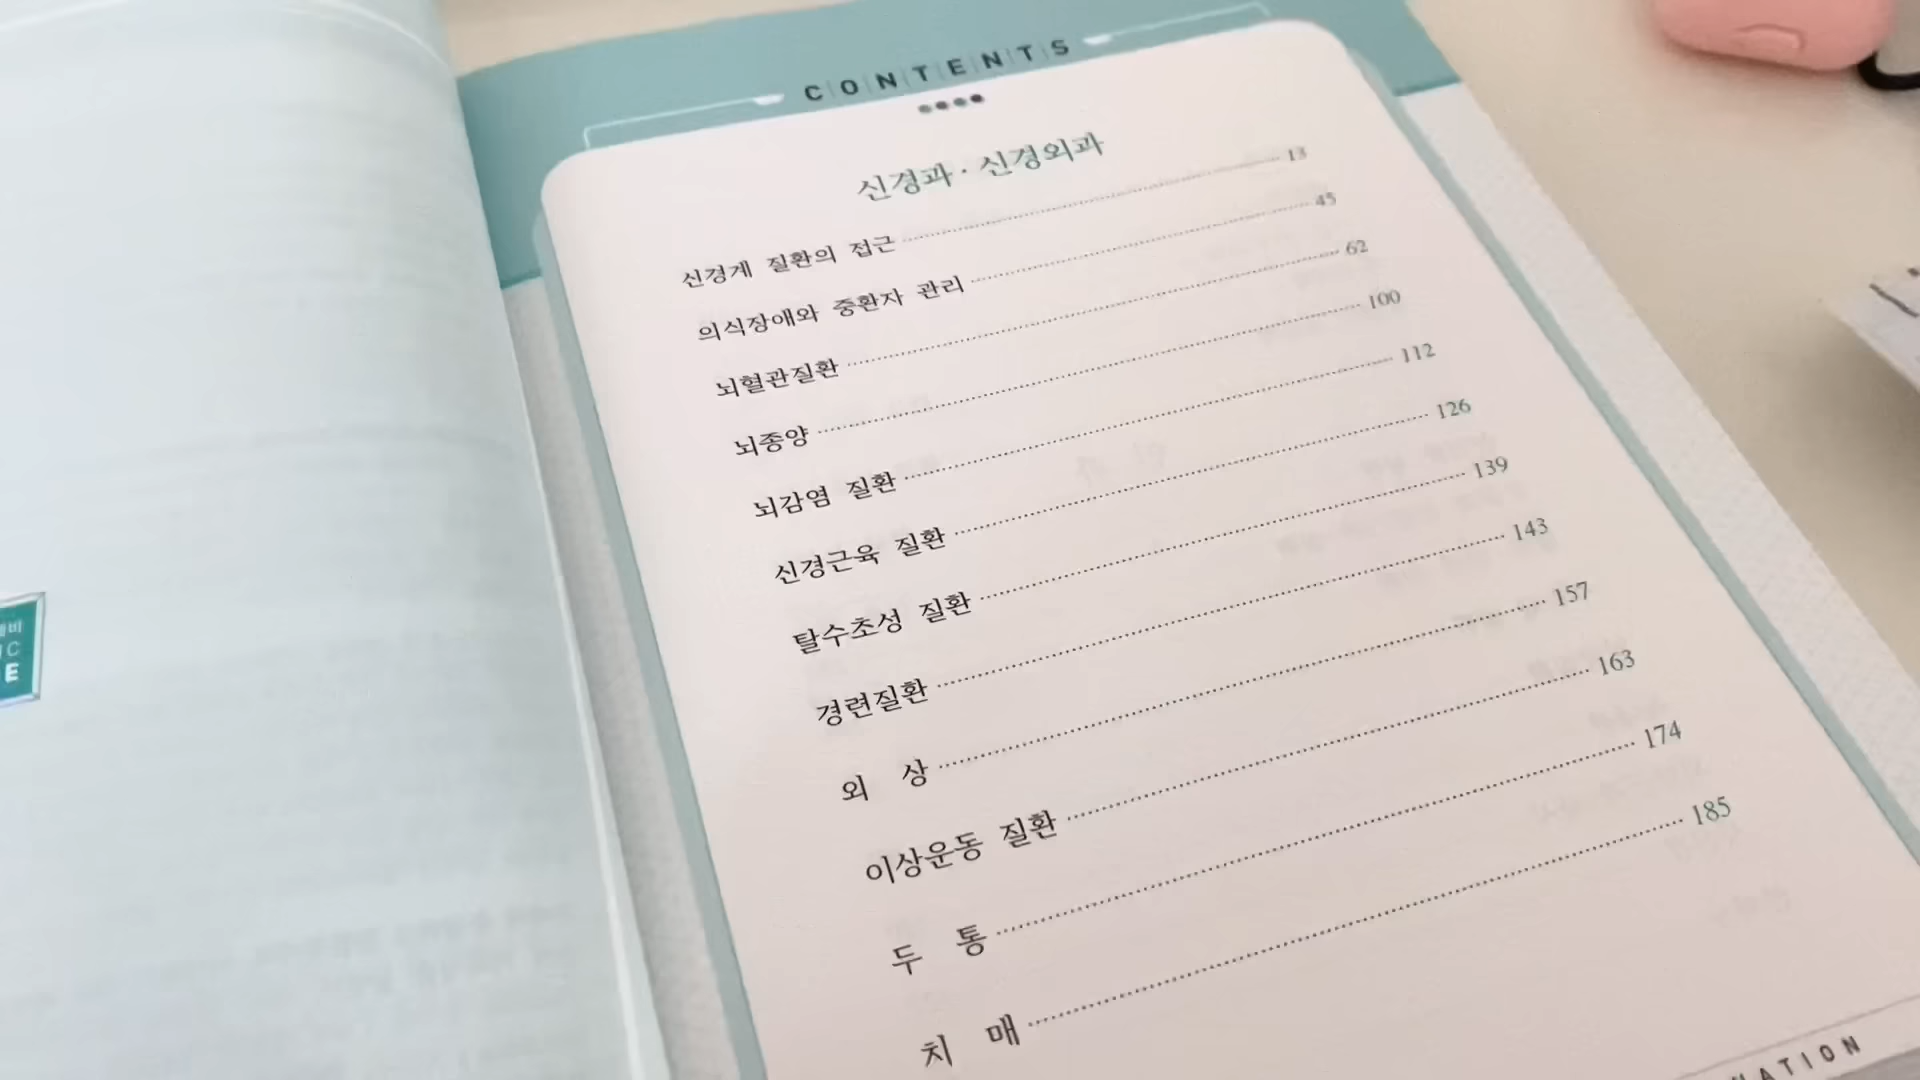 CONTENTS
신경과·신경외과
신경계 질환의 접근 13
의식장애와 중환자 관리 45
뇌혈관질환 62
뇌종양 100
뇌감염 질환 112
신경근육 질환 126
탈수초성 질환 139
경련질환 143
외 상 157
이상운동 질환 163
두 통 174
치 매 185
비
C
E
NATION